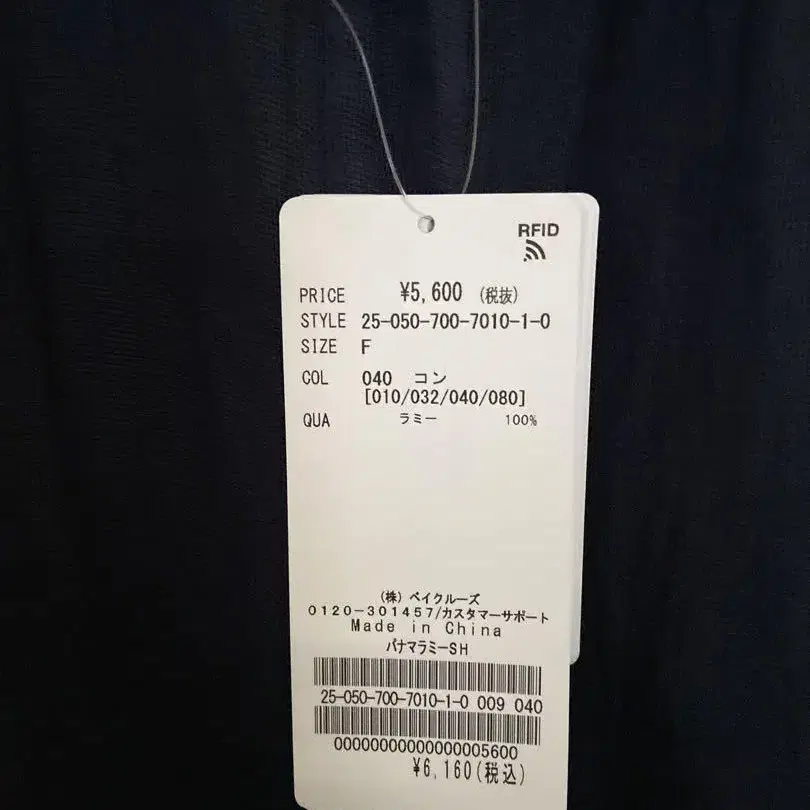 RFID
PRICE ¥5,600 (税抜)
STYLE 25-050-700-7010-1-0
SIZE F
COL 040 コン
[010/032/040/080]
QUA ラミー 100%
(株) ベイクルーズ
0120-301457/カスタマーサポート
Made in China
パナマラミーSH
25-050-700-7010-1-0 009 040
00000000000000005600
¥6,160(税込)